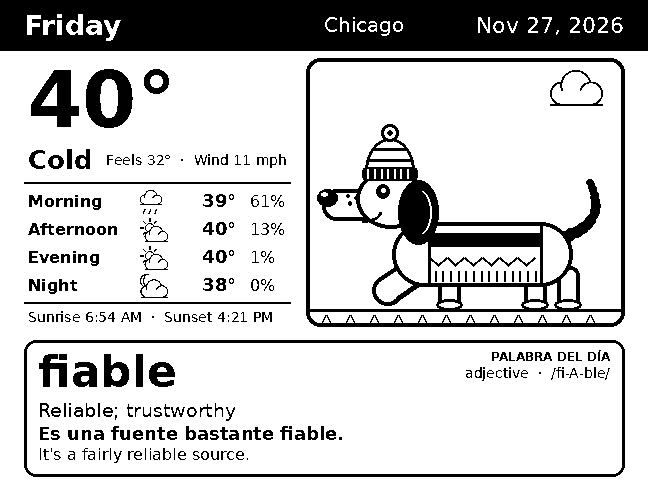 Friday Chicago Nov 27, 2026
40°
Cold Feels 32° · Wind 11 mph
Morning 39° 61%
Afternoon 40° 13%
Evening 40° 1%
Night 38° 0%
Sunrise 6:54 AM · Sunset 4:21 PM
fiable
PALABRA DEL DÍA
adjective · /fi-A-ble/
Reliable; trustworthy
Es una fuente bastante fiable.
It's a fairly reliable source.